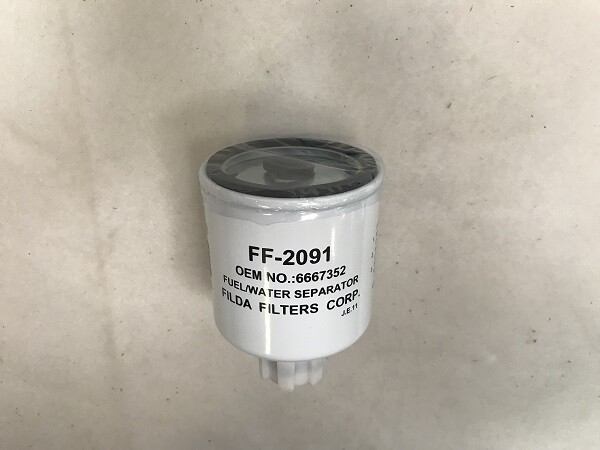 FF-2091
OEM NO.:6667352
FUEL/WATER SEPARATOR
FILDA FILTERS CORP.
J.E.11